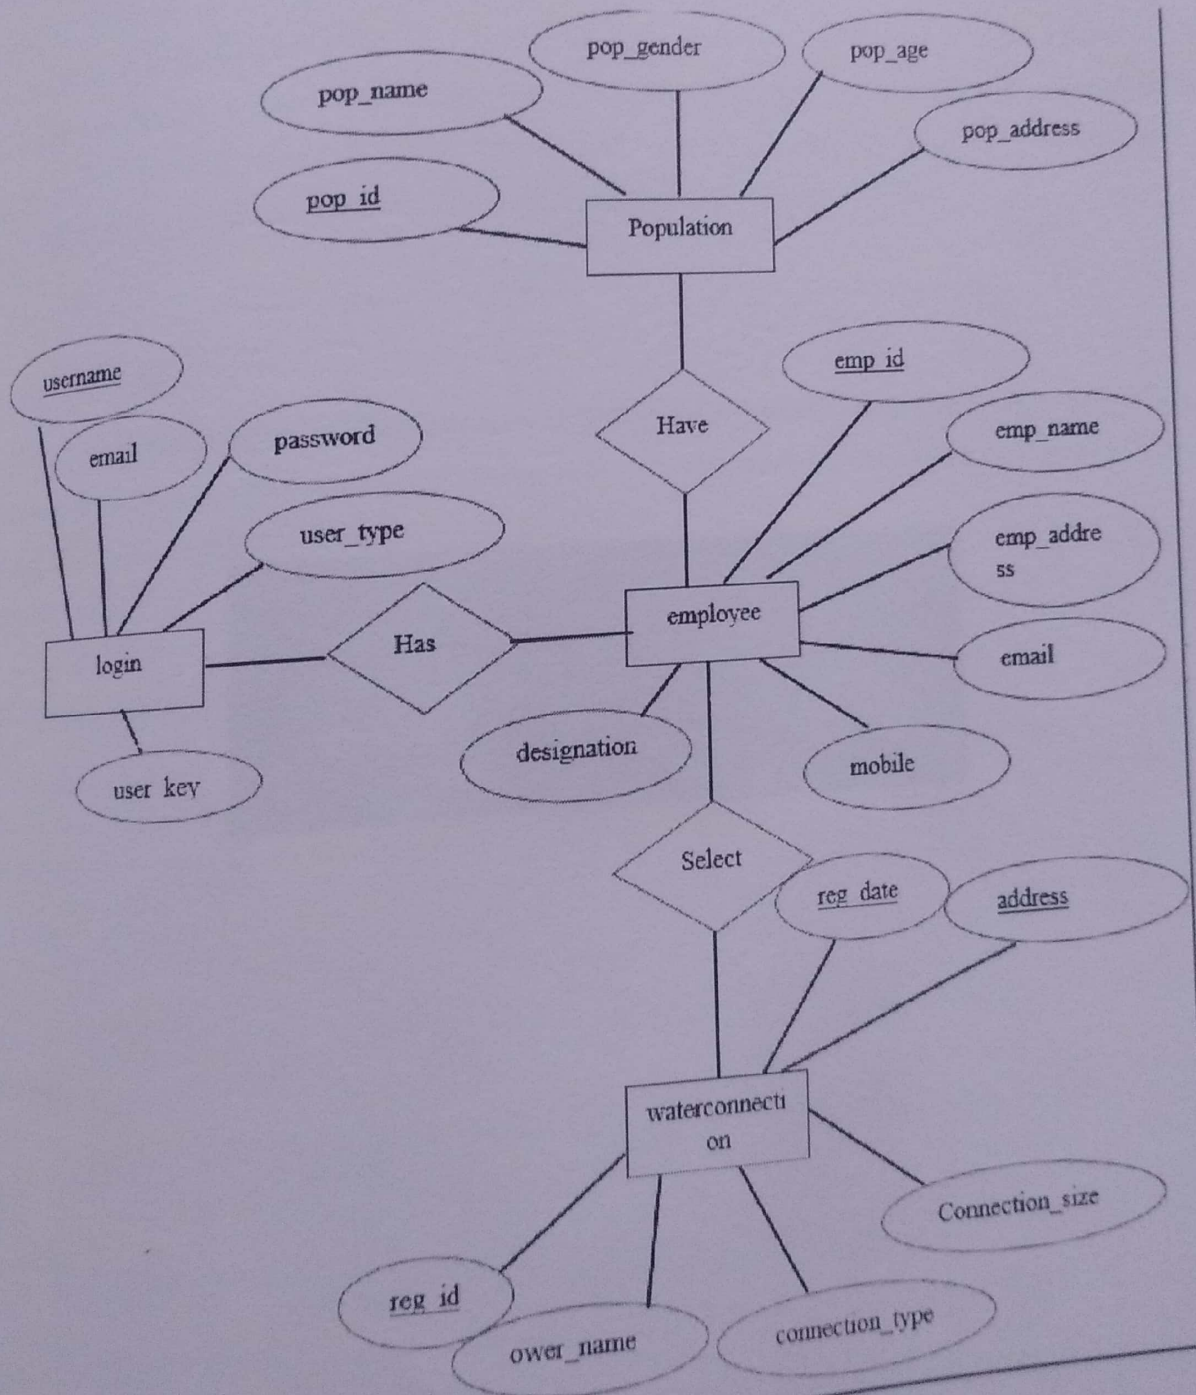 pop_gender
pop_age
pop_name
pop_address
pop_id
Population
emp_id
username
Have
emp_name
email
password
user_type
emp_addre
ss
employee
Has
login
email
designation
mobile
user_key
Select
reg_date
address
waterconnecti
on
Connection_size
reg_id
ower_name
connection_type